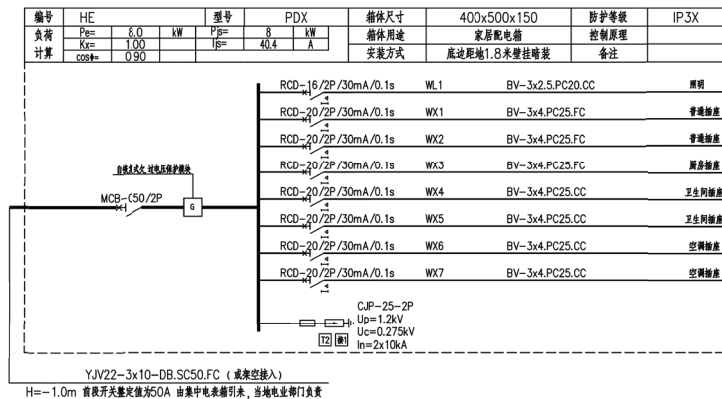 编号 HE 型号 PDX 箱体尺寸 400x500x150 防护等级 IP3X
负荷计算 Pe= 8.0 kW Pjs= 8 kW 箱体用途 家居配电箱 控制原理
Kx= 1.00 Ijs= 40.4 A 安装方式 底边距地1.8米壁挂暗装 备注
cosΦ= 0.90
RCD-16/2P/30mA/0.1s WL1 BV-3x2.5.PC20.CC 照明
RCD-20/2P/30mA/0.1s WX1 BV-3x4.PC25.FC 普通插座
RCD-20/2P/30mA/0.1s WX2 BV-3x4.PC25.FC 普通插座
RCD-20/2P/30mA/0.1s WX3 BV-3x4.PC25.FC 厨房插座
自恢复式欠.过电压保护模块
RCD-20/2P/30mA/0.1s WX4 BV-3x4.PC25.CC 卫生间插座
MCB-C50/2P G
RCD-20/2P/30mA/0.1s WX5 BV-3x4.PC25.CC 卫生间插座
RCD-20/2P/30mA/0.1s WX6 BV-3x4.PC25.CC 空调插座
RCD-20/2P/30mA/0.1s WX7 BV-3x4.PC25.CC 空调插座
CJP-25-2P
Up=1.2kV
Uc=0.275kV
T2 In=2x10kA
YJV22-3x10-DB.SC50.FC (或架空接入)
H=-1.0m 前段开关整定值为50A 由集中电表箱引来,当地电业部门负责